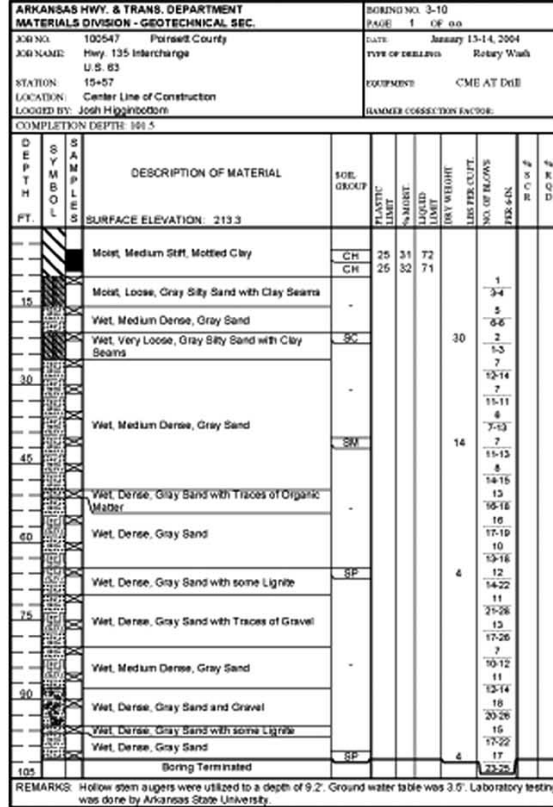 ARKANSAS HWY. & TRANS. DEPARTMENT
MATERIALS DIVISION - GEOTECHNICAL SEC.
BORING NO. 3-10
PAGE 1 OF
JOB NO. 100547 Poinsett County
DATE: January 13-14, 2004
JOB NAME: Hwy. 135 Interchange
TYPE OF DRILLING: Rotary Wash
U.S. 63
STATION: 15+57
EQUIPMENT: CME AT Drill
LOCATION: Center Line of Construction
LOGGED BY: Josh Higginbottom
HAMMER CORRECTION FACTOR:
COMPLETION DEPTH: 101.5
DEPTH FT.
SYMBOL
SAMPLES
DESCRIPTION OF MATERIAL
SURFACE ELEVATION: 213.3
SOIL GROUP
PLASTIC LIMIT
% MOIST.
LIQUID LIMIT
DRY WEIGHT LBS PER CU.FT.
NO. OF BLOWS PER 6-IN.
% SCR
% RQD
Moist, Medium Stiff, Mottled Clay
CH 25 31 72
CH 25 32 71
1
Moist, Loose, Gray Silty Sand with Clay Seams
3-4
15
5
Wet, Medium Dense, Gray Sand
6-6
Wet, Very Loose, Gray Silty Sand with Clay Seams
SC 30 2
1-3
7
30
12-14
7
11-11
6
Wet, Medium Dense, Gray Sand
7-13
SM 14 7
45
11-13
8
14-15
Wet, Dense, Gray Sand with Traces of Organic Matter
13
16-18
16
60
Wet, Dense, Gray Sand
17-19
10
13-18
Wet, Dense, Gray Sand with some Lignite
SP 4 12
14-22
11
75
21-28
Wet, Dense, Gray Sand with Traces of Gravel
13
17-26
7
Wet, Medium Dense, Gray Sand
10-12
11
90
12-14
Wet, Dense, Gray Sand and Gravel
18
20-26
Wet, Dense, Gray Sand with some Lignite
15
Wet, Dense, Gray Sand
17-22
SP 4 17
105
Boring Terminated
23-25
REMARKS: Hollow stem augers were utilized to a depth of 9.2'. Ground water table was 3.5'. Laboratory testing
was done by Arkansas State University.